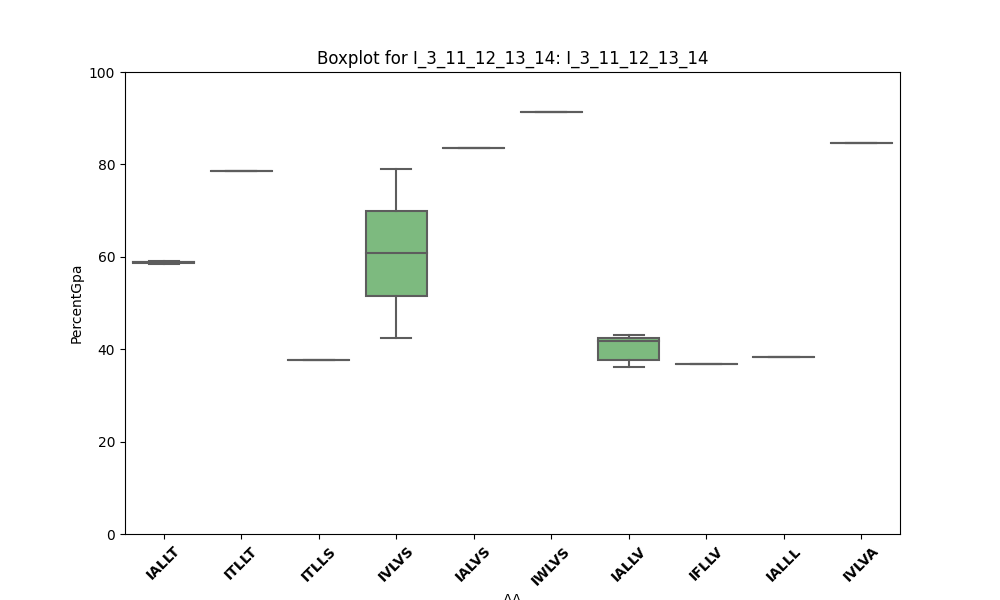 Boxplot for I_3_11_12_13_14: I_3_11_12_13_14
100
80
60
40
20
0
PercentGpa
IALLT
ITLLT
ITLLS
IVLVS
IALVS
IWLVS
IALLV
IFLLV
IALLL
IVLVA
AA